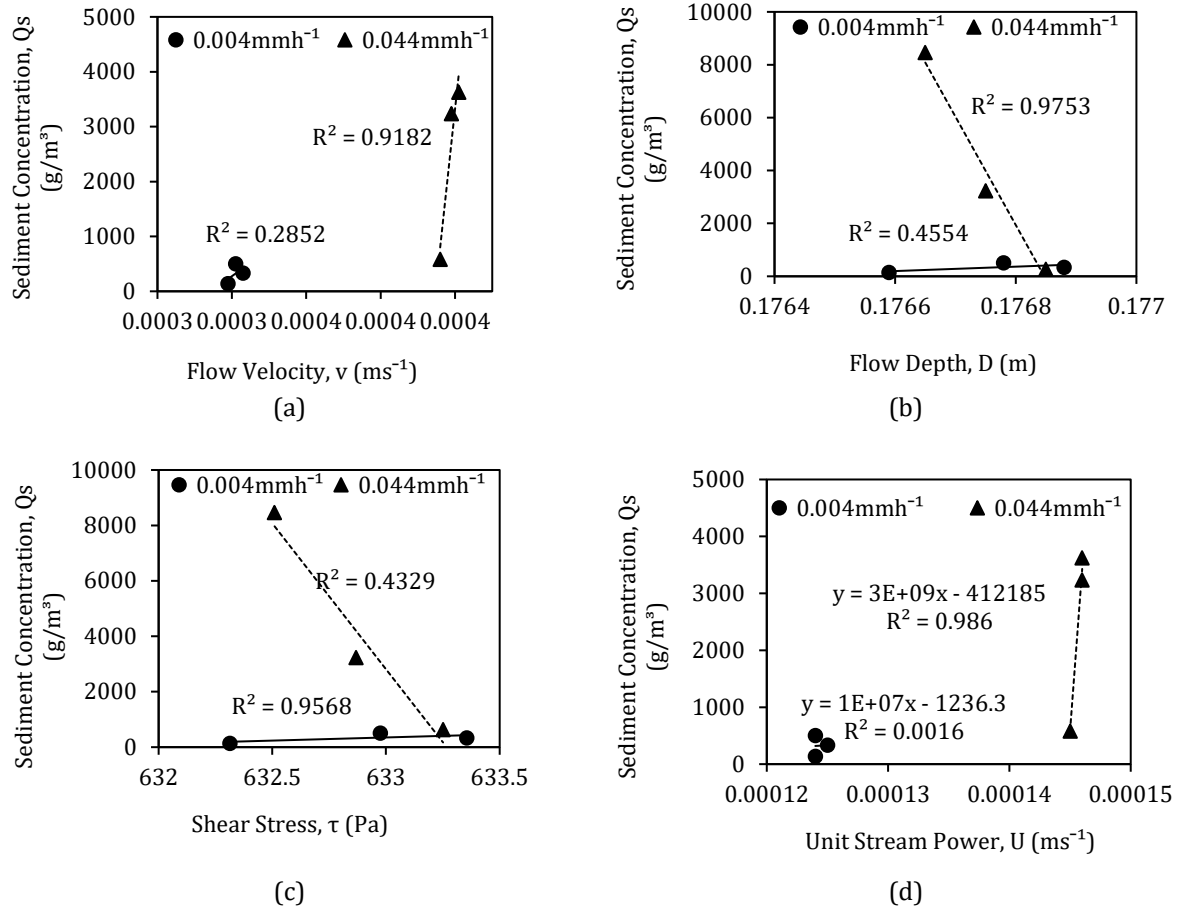 Sediment Concentration, Qs
(g/m³)
5000
4000
3000
2000
1000
0
0.004mmh⁻¹ 0.044mmh⁻¹
R² = 0.9182
R² = 0.2852
0.0003 0.0003 0.0004 0.0004 0.0004
Flow Velocity, v (ms⁻¹)
(a)
Sediment Concentration, Qs
(g/m³)
10000
8000
6000
4000
2000
0
0.004mmh⁻¹ 0.044mmh⁻¹
R² = 0.9753
R² = 0.4554
0.1764 0.1766 0.1768 0.177
Flow Depth, D (m)
(b)
Sediment Concentration, Qs
(g/m³)
10000
8000
6000
4000
2000
0
0.004mmh⁻¹ 0.044mmh⁻¹
R² = 0.4329
R² = 0.9568
632 632.5 633 633.5
Shear Stress, τ (Pa)
(c)
Sediment Concentration, Qs
(g/m³)
5000
4000
3000
2000
1000
0
0.004mmh⁻¹ 0.044mmh⁻¹
y = 3E+09x - 412185
R² = 0.986
y = 1E+07x - 1236.3
R² = 0.0016
0.00012 0.00013 0.00014 0.00015
Unit Stream Power, U (ms⁻¹)
(d)